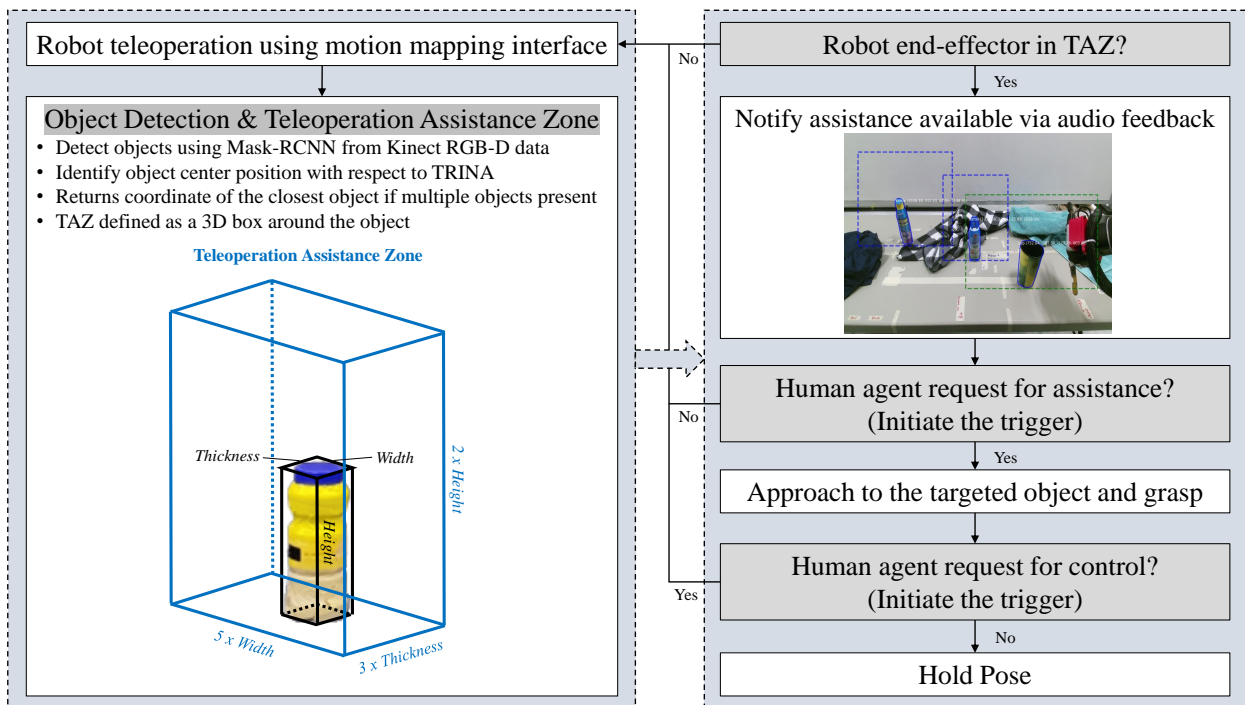 Robot teleoperation using motion mapping interface
Object Detection & Teleoperation Assistance Zone
• Detect objects using Mask-RCNN from Kinect RGB-D data
• Identify object center position with respect to TRINA
• Returns coordinate of the closest object if multiple objects present
• TAZ defined as a 3D box around the object
Teleoperation Assistance Zone
Thickness
Width
Height
2 x Height
5 x Width
3 x Thickness
Robot end-effector in TAZ?
No
Yes
Notify assistance available via audio feedback
Human agent request for assistance?
(Initiate the trigger)
No
Yes
Approach to the targeted object and grasp
Human agent request for control?
(Initiate the trigger)
Yes
No
Hold Pose